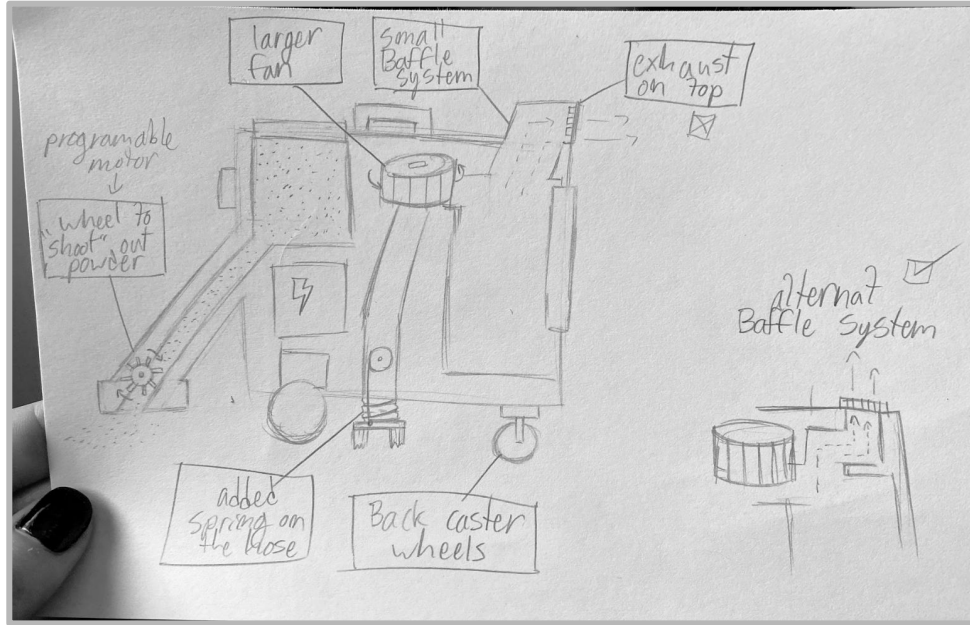 larger
fan
small
Baffle
system
exhaust
on top
programable
motor
"wheel to
shoot" out
powder
alternat
Baffle System
added
spring on
the hose
Back caster
wheels